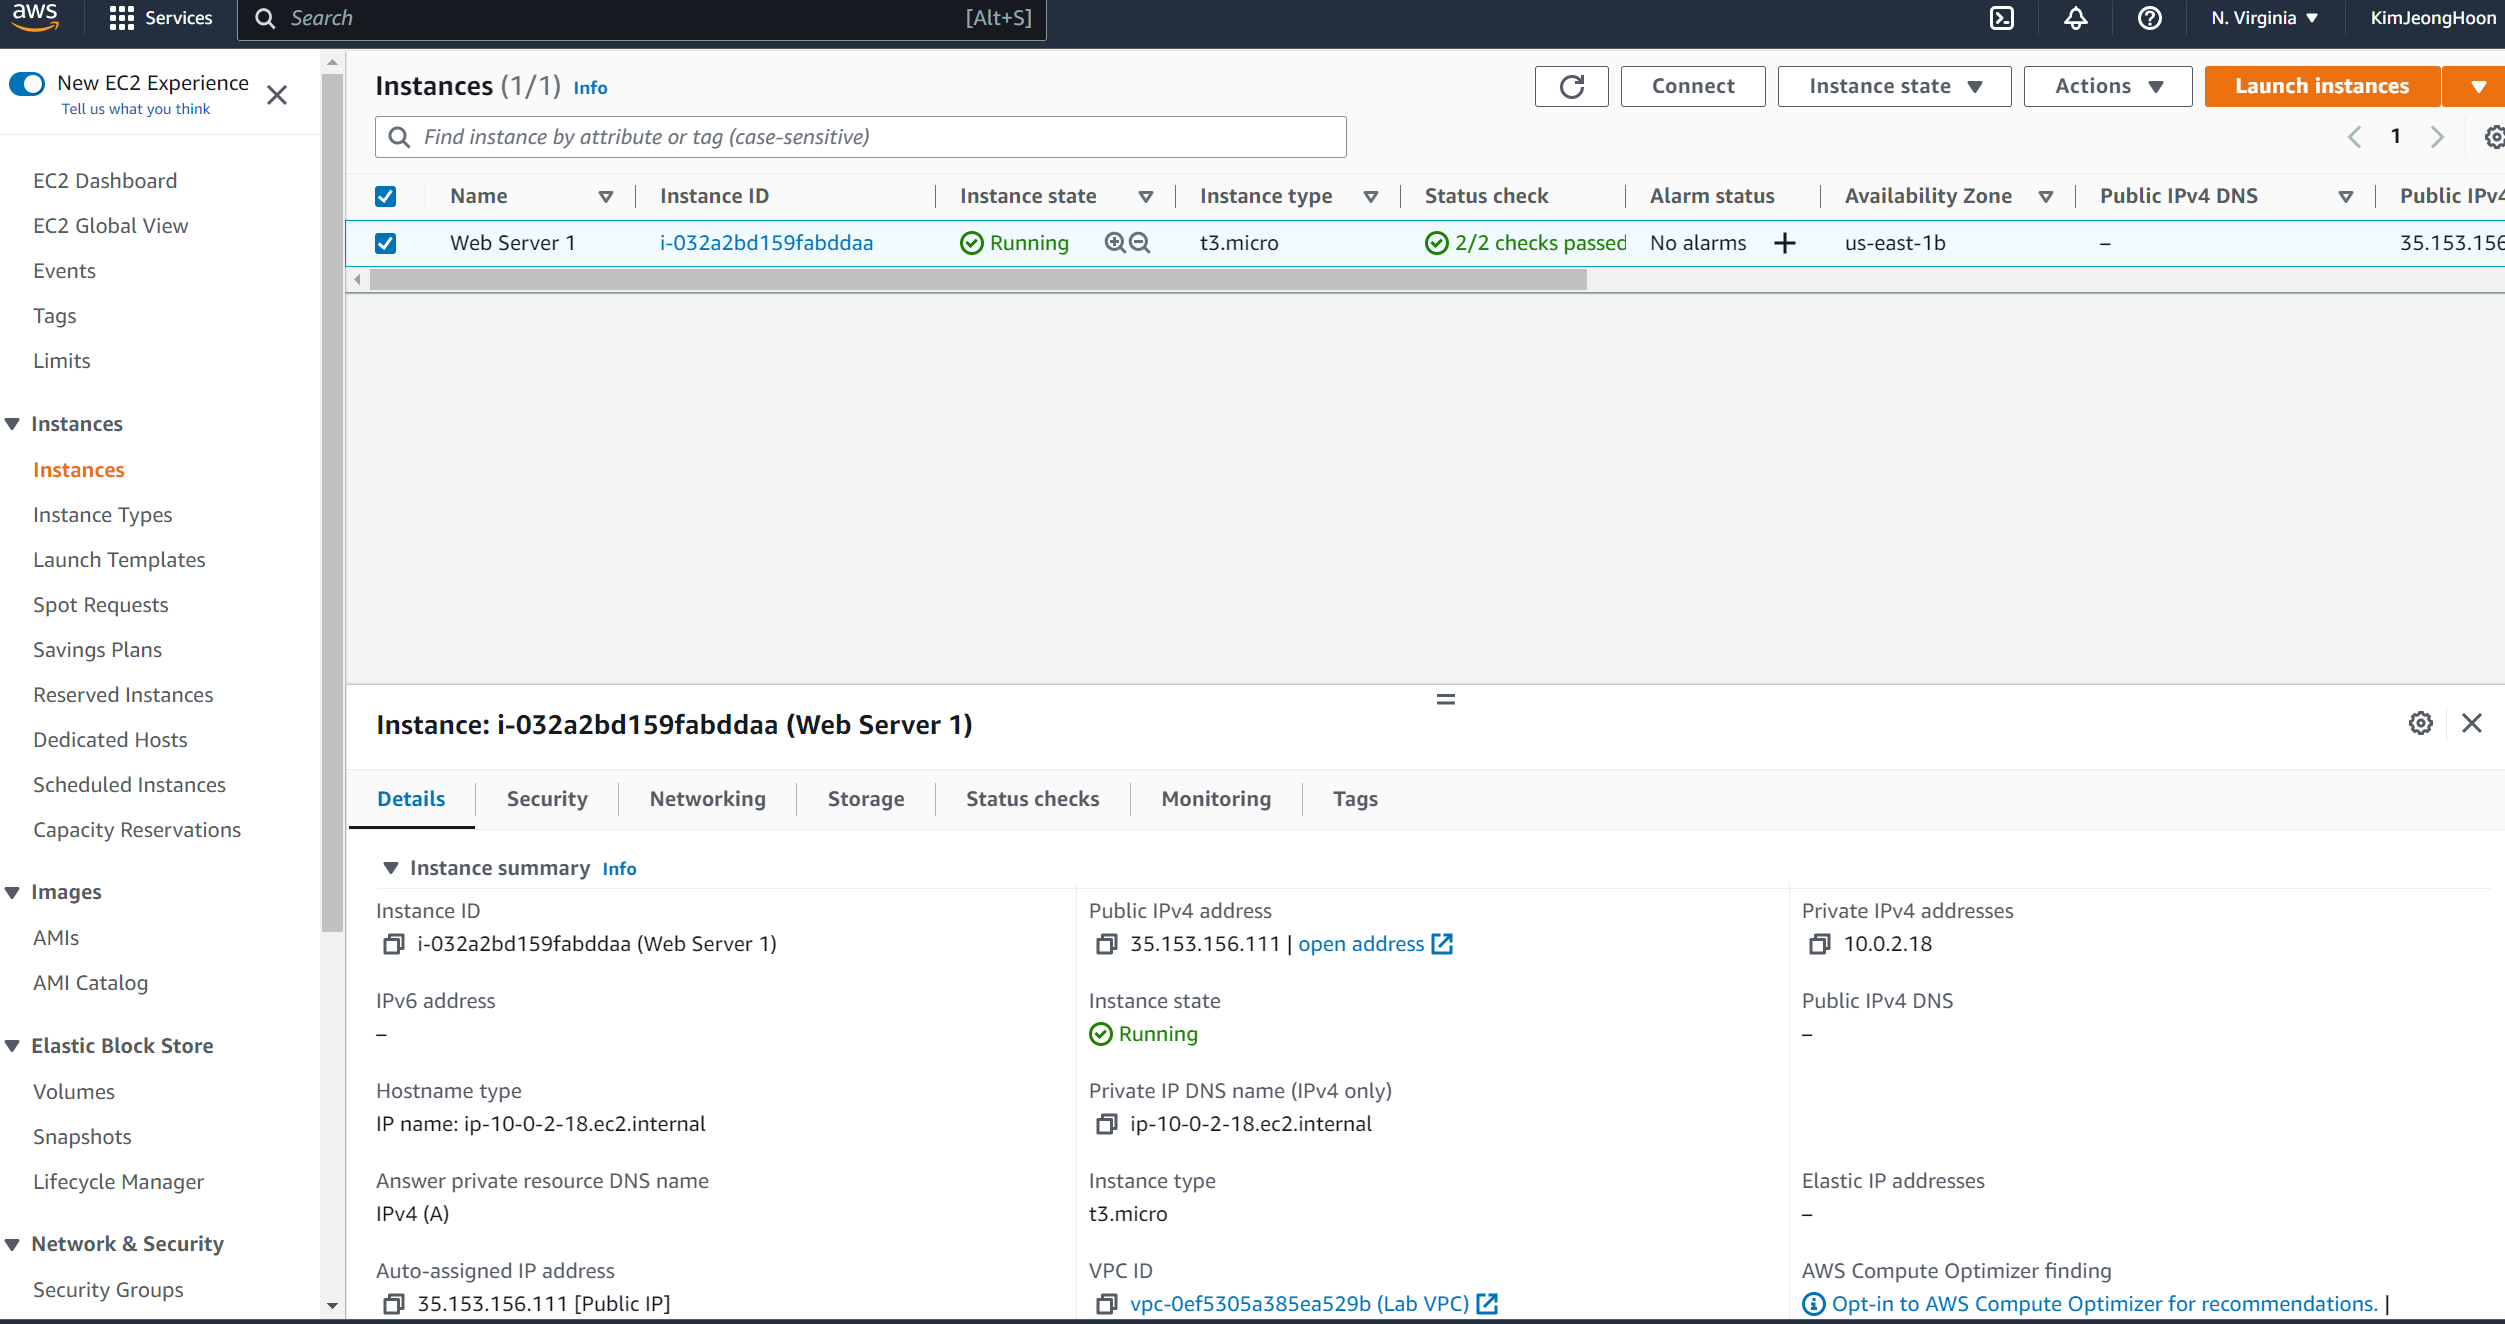 aws
Services
Search
[Alt+S]
N. Virginia
KimJeongHoon
New EC2 Experience
Tell us what you think
EC2 Dashboard
EC2 Global View
Events
Tags
Limits
Instances
Instances
Instance Types
Launch Templates
Spot Requests
Savings Plans
Reserved Instances
Dedicated Hosts
Scheduled Instances
Capacity Reservations
Images
AMIs
AMI Catalog
Elastic Block Store
Volumes
Snapshots
Lifecycle Manager
Network & Security
Security Groups
Instances (1/1) Info
Connect
Instance state
Actions
Launch instances
Find instance by attribute or tag (case-sensitive)
1
Name Instance ID Instance state Instance type Status check Alarm status Availability Zone Public IPv4 DNS Public IPv4
Web Server 1 i-032a2bd159fabddaa Running t3.micro 2/2 checks passed No alarms + us-east-1b – 35.153.156
Instance: i-032a2bd159fabddaa (Web Server 1)
Details Security Networking Storage Status checks Monitoring Tags
Instance summary Info
Instance ID
i-032a2bd159fabddaa (Web Server 1)
Public IPv4 address
35.153.156.111 | open address
Private IPv4 addresses
10.0.2.18
IPv6 address
–
Instance state
Running
Public IPv4 DNS
–
Hostname type
IP name: ip-10-0-2-18.ec2.internal
Private IP DNS name (IPv4 only)
ip-10-0-2-18.ec2.internal
Answer private resource DNS name
IPv4 (A)
Instance type
t3.micro
Elastic IP addresses
–
Auto-assigned IP address
35.153.156.111 [Public IP]
VPC ID
vpc-0ef5305a385ea529b (Lab VPC)
AWS Compute Optimizer finding
Opt-in to AWS Compute Optimizer for recommendations. |